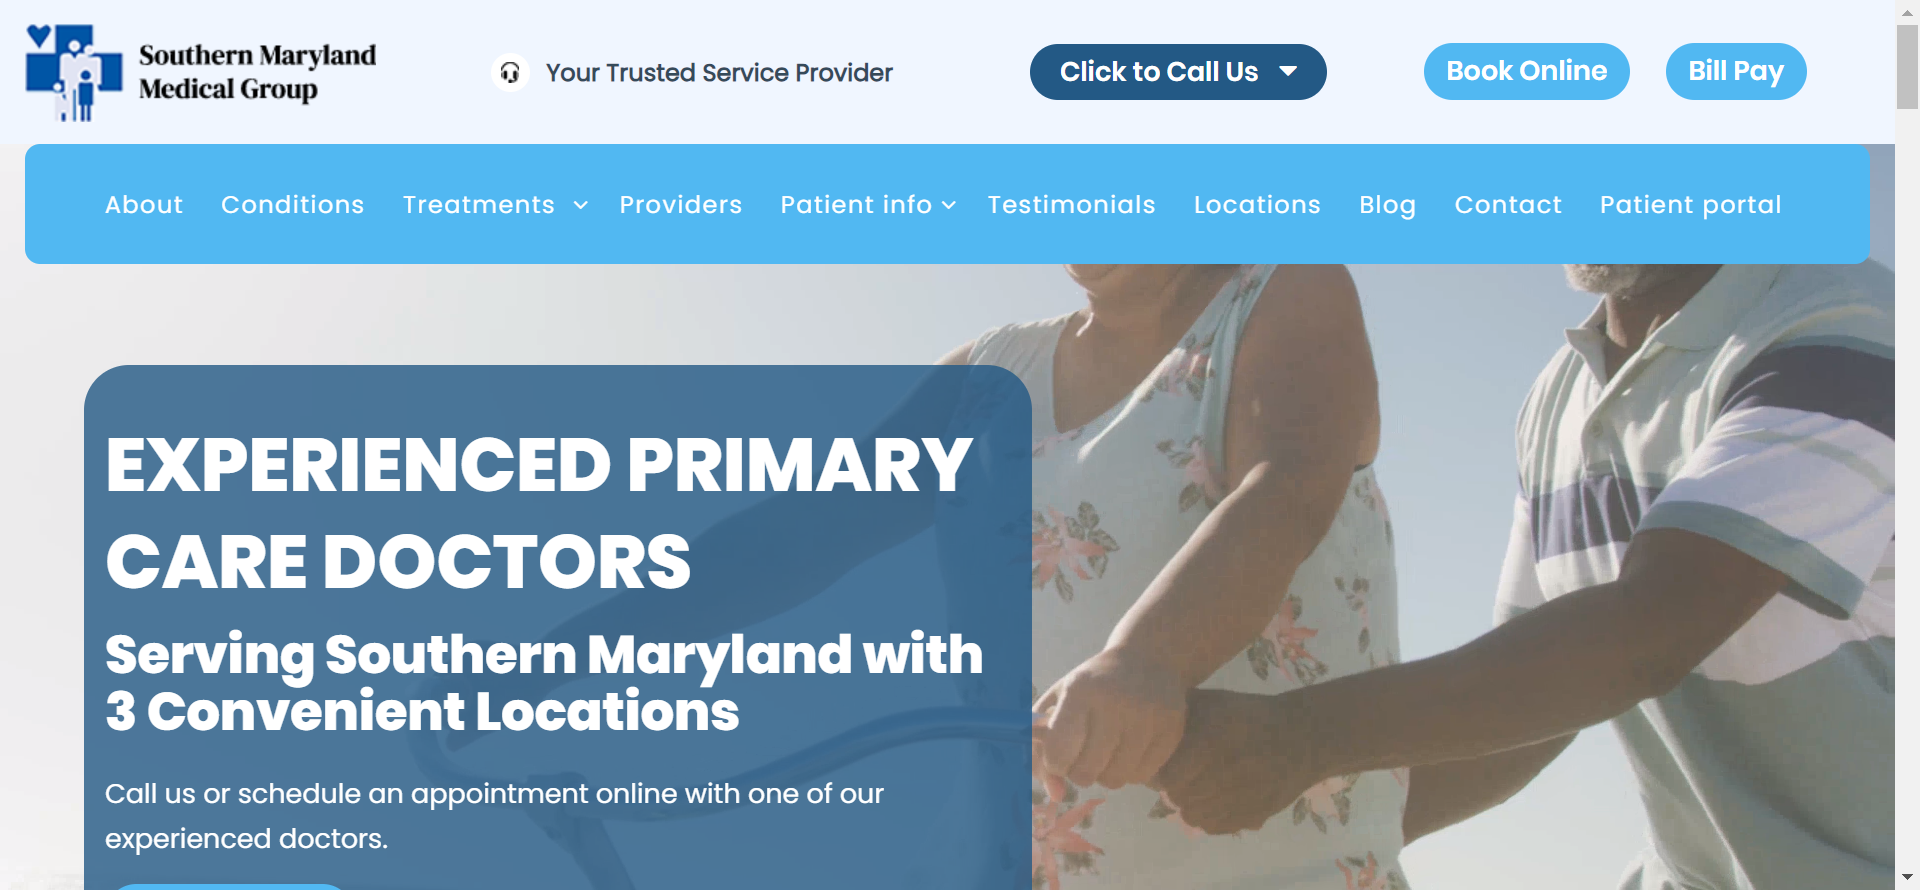 Southern Maryland
Medical Group
Your Trusted Service Provider
Click to Call Us
Book Online
Bill Pay
About
Conditions
Treatments
Providers
Patient info
Testimonials
Locations
Blog
Contact
Patient portal
EXPERIENCED PRIMARY
CARE DOCTORS
Serving Southern Maryland with
3 Convenient Locations
Call us or schedule an appointment online with one of our
experienced doctors.